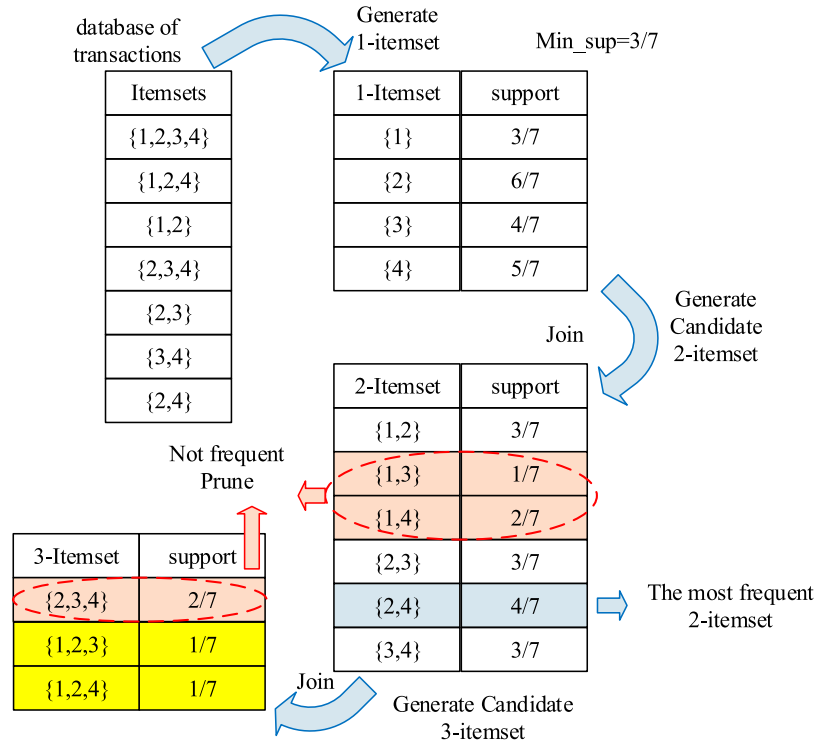 database of
transactions
Generate
1-itemset
Min_sup=3/7
Itemsets
{1,2,3,4}
{1,2,4}
{1,2}
{2,3,4}
{2,3}
{3,4}
{2,4}
1-Itemset support
{1} 3/7
{2} 6/7
{3} 4/7
{4} 5/7
Join
Generate
Candidate
2-itemset
2-Itemset support
{1,2} 3/7
{1,3} 1/7
{1,4} 2/7
{2,3} 3/7
{2,4} 4/7
{3,4} 3/7
Not frequent
Prune
The most frequent
2-itemset
Join
Generate Candidate
3-itemset
3-Itemset support
{2,3,4} 2/7
{1,2,3} 1/7
{1,2,4} 1/7